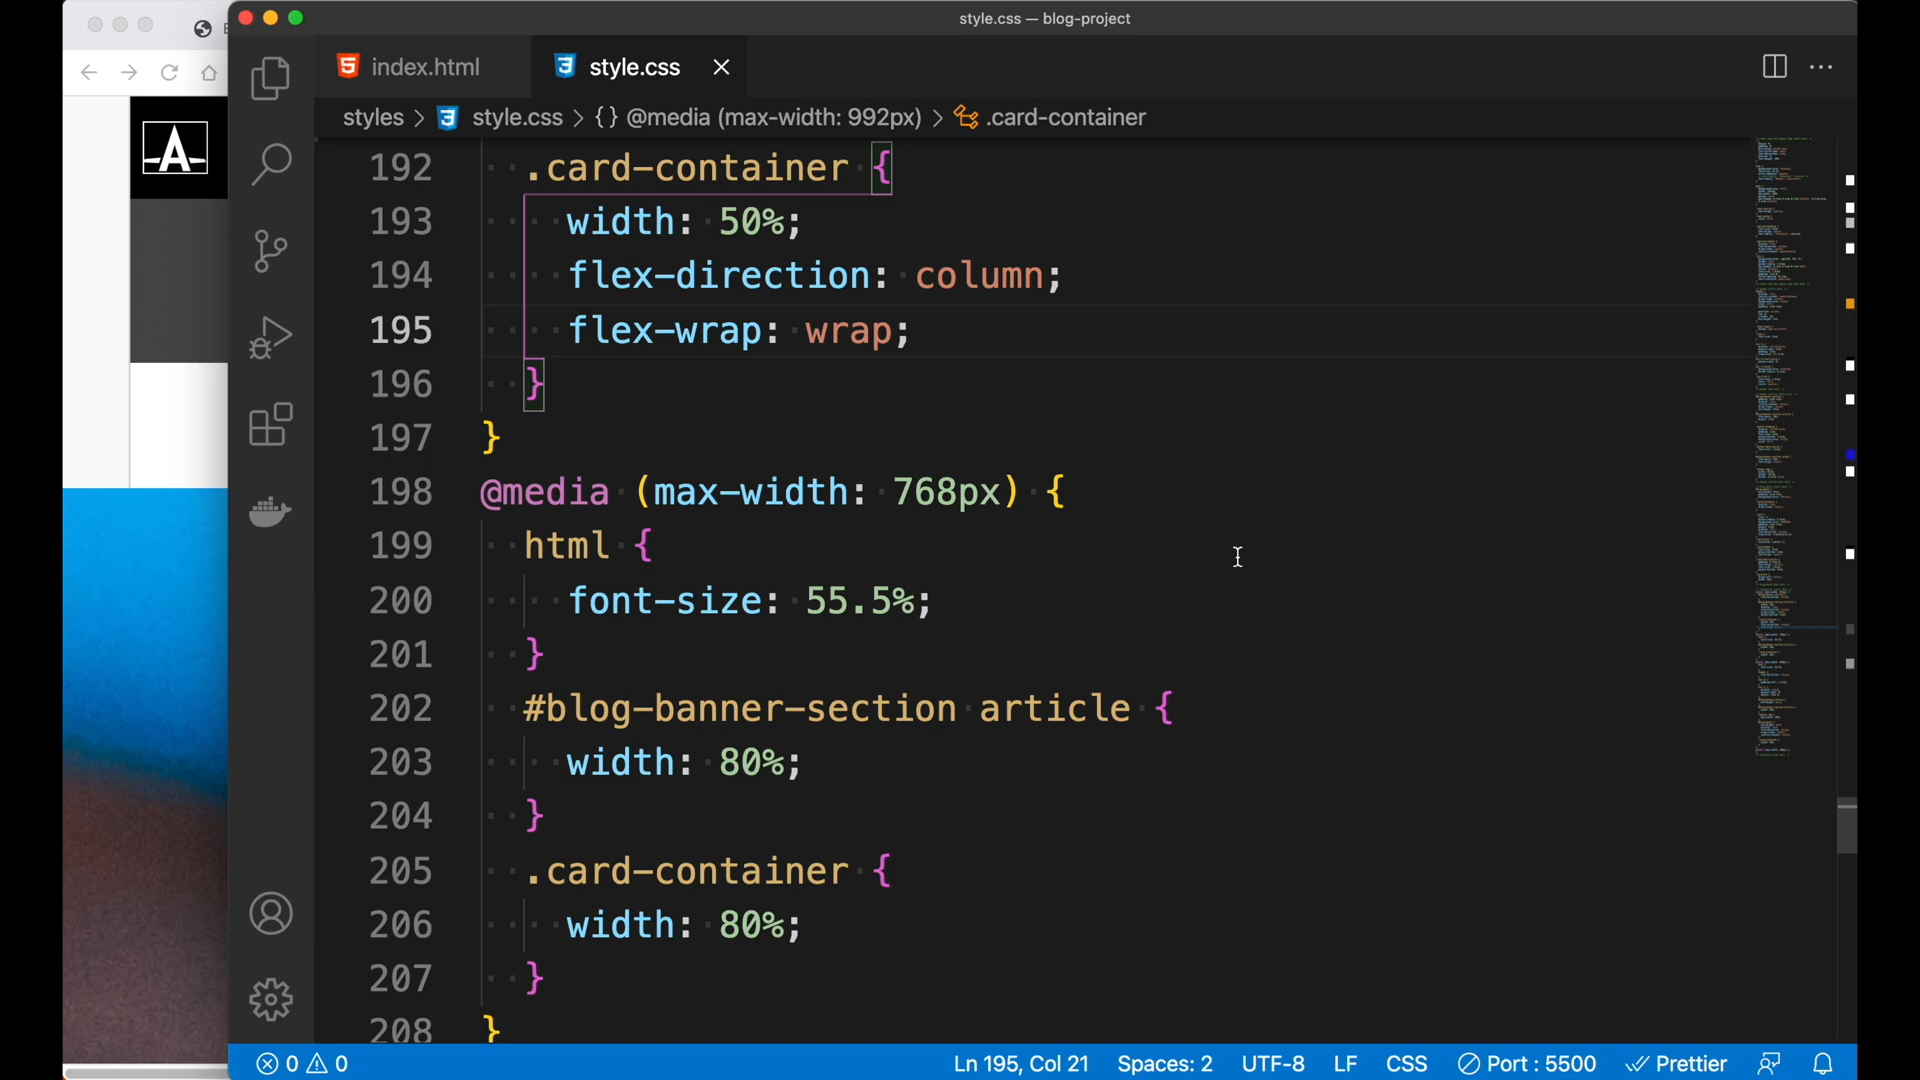 style.css — blog-project
index.html
style.css
styles > style.css > {} @media (max-width: 992px) > .card-container
192 .card-container {
193 width: 50%;
194 flex-direction: column;
195 flex-wrap: wrap;
196 }
197 }
198 @media (max-width: 768px) {
199 html {
200 font-size: 55.5%;
201 }
202 #blog-banner-section article {
203 width: 80%;
204 }
205 .card-container {
206 width: 80%;
207 }
208 }
0 0 Ln 195, Col 21 Spaces: 2 UTF-8 LF CSS Port : 5500 Prettier